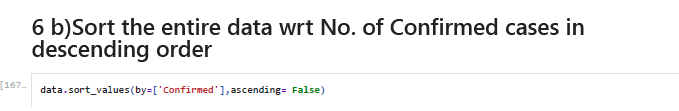 6 b)Sort the entire data wrt No. of Confirmed cases in
descending order
[167... data.sort_values(by=['Confirmed'],ascending= False)